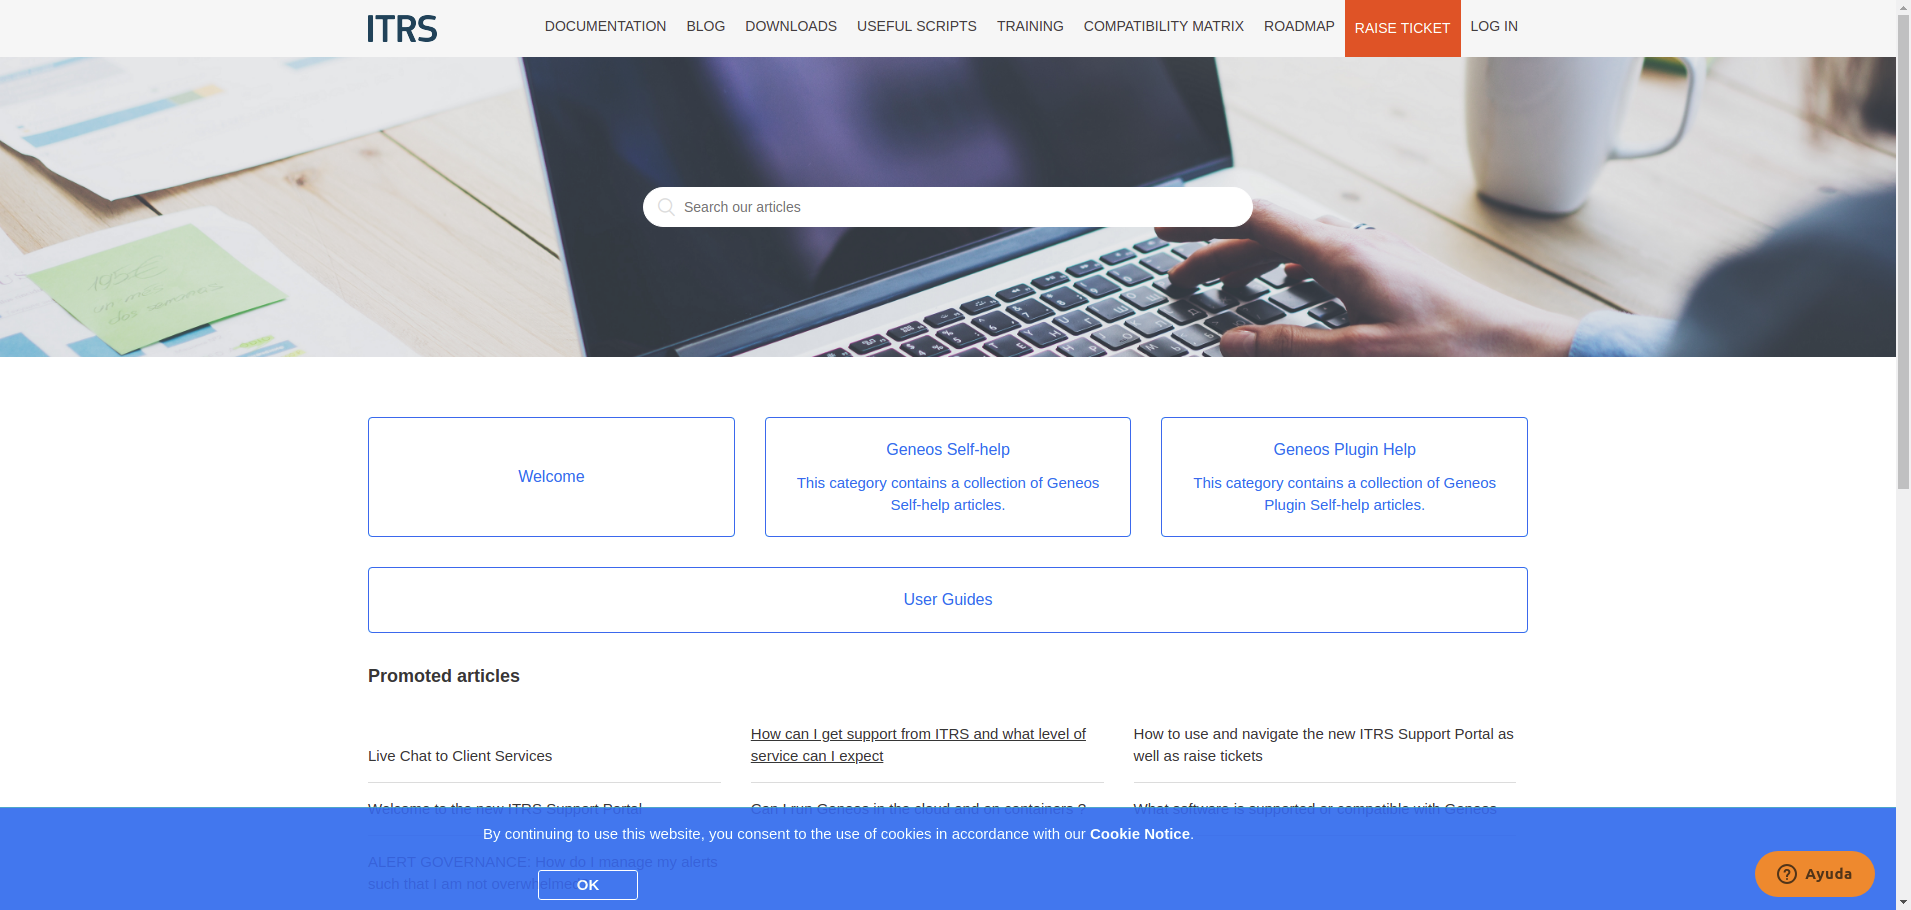 ITRS
DOCUMENTATION BLOG DOWNLOADS USEFUL SCRIPTS TRAINING COMPATIBILITY MATRIX ROADMAP RAISE TICKET LOG IN
Search our articles
Welcome
Geneos Self-help
This category contains a collection of Geneos
Self-help articles.
Geneos Plugin Help
This category contains a collection of Geneos
Plugin Self-help articles.
User Guides
Promoted articles
Live Chat to Client Services
How can I get support from ITRS and what level of
service can I expect
How to use and navigate the new ITRS Support Portal as
well as raise tickets
Welcome to the new ITRS Support Portal
Can I run Geneos in the cloud and on containers ?
What software is supported or compatible with Geneos
By continuing to use this website, you consent to the use of cookies in accordance with our Cookie Notice.
ALERT GOVERNANCE: How do I manage my alerts
such that I am not
OK
Ayuda